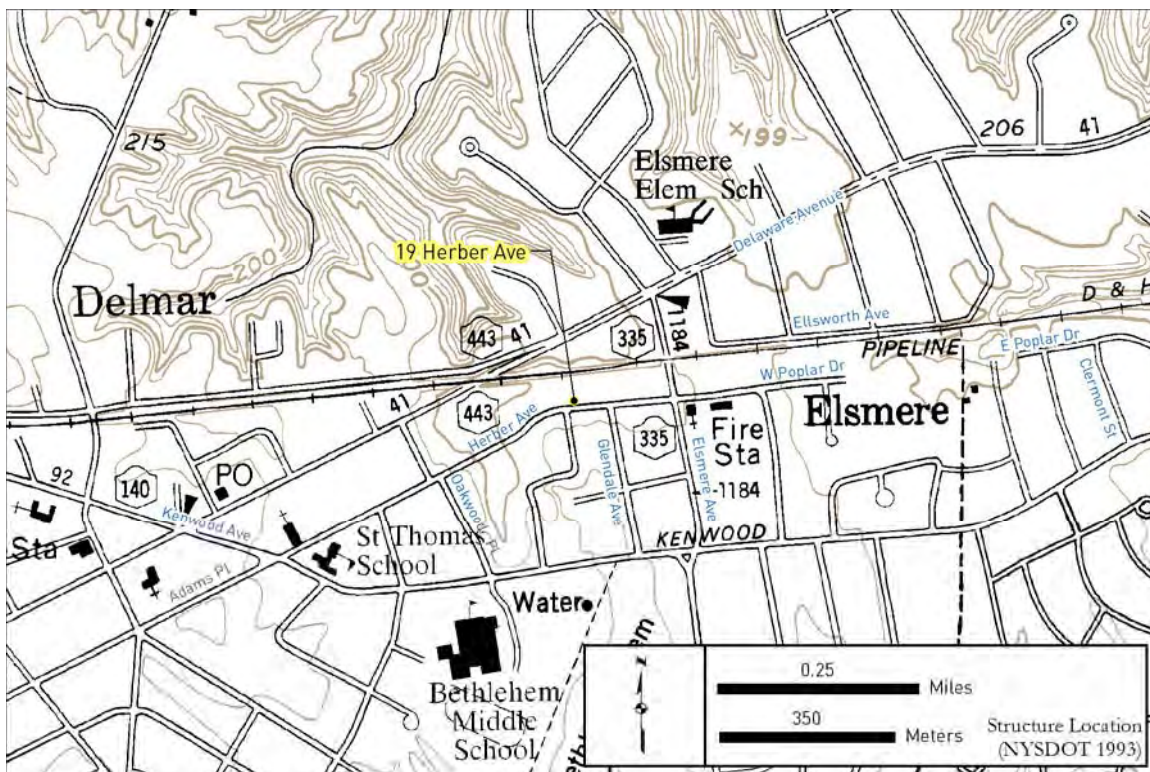 215
×199
206
41
Elsmere
Elem Sch
Delaware Avenue
19 Herber Ave
200
Delmar
D & H
443
41
335
1184
Ellsworth Ave
PIPELINE
E Poplar Dr
W Poplar Dr
Clermont St
41
443
Herber Ave
Elsmere
Fire
Sta
335
Glendale Ave
Elsmere Ave
1184
92
140
PO
Kenwood Ave
Oakwood Pl
KENWOOD
Sta
St Thomas
School
Adams Pl
Water
Bethlehem
Middle
School
N
0.25
Miles
350
Meters
Structure Location
(NYSDOT 1993)